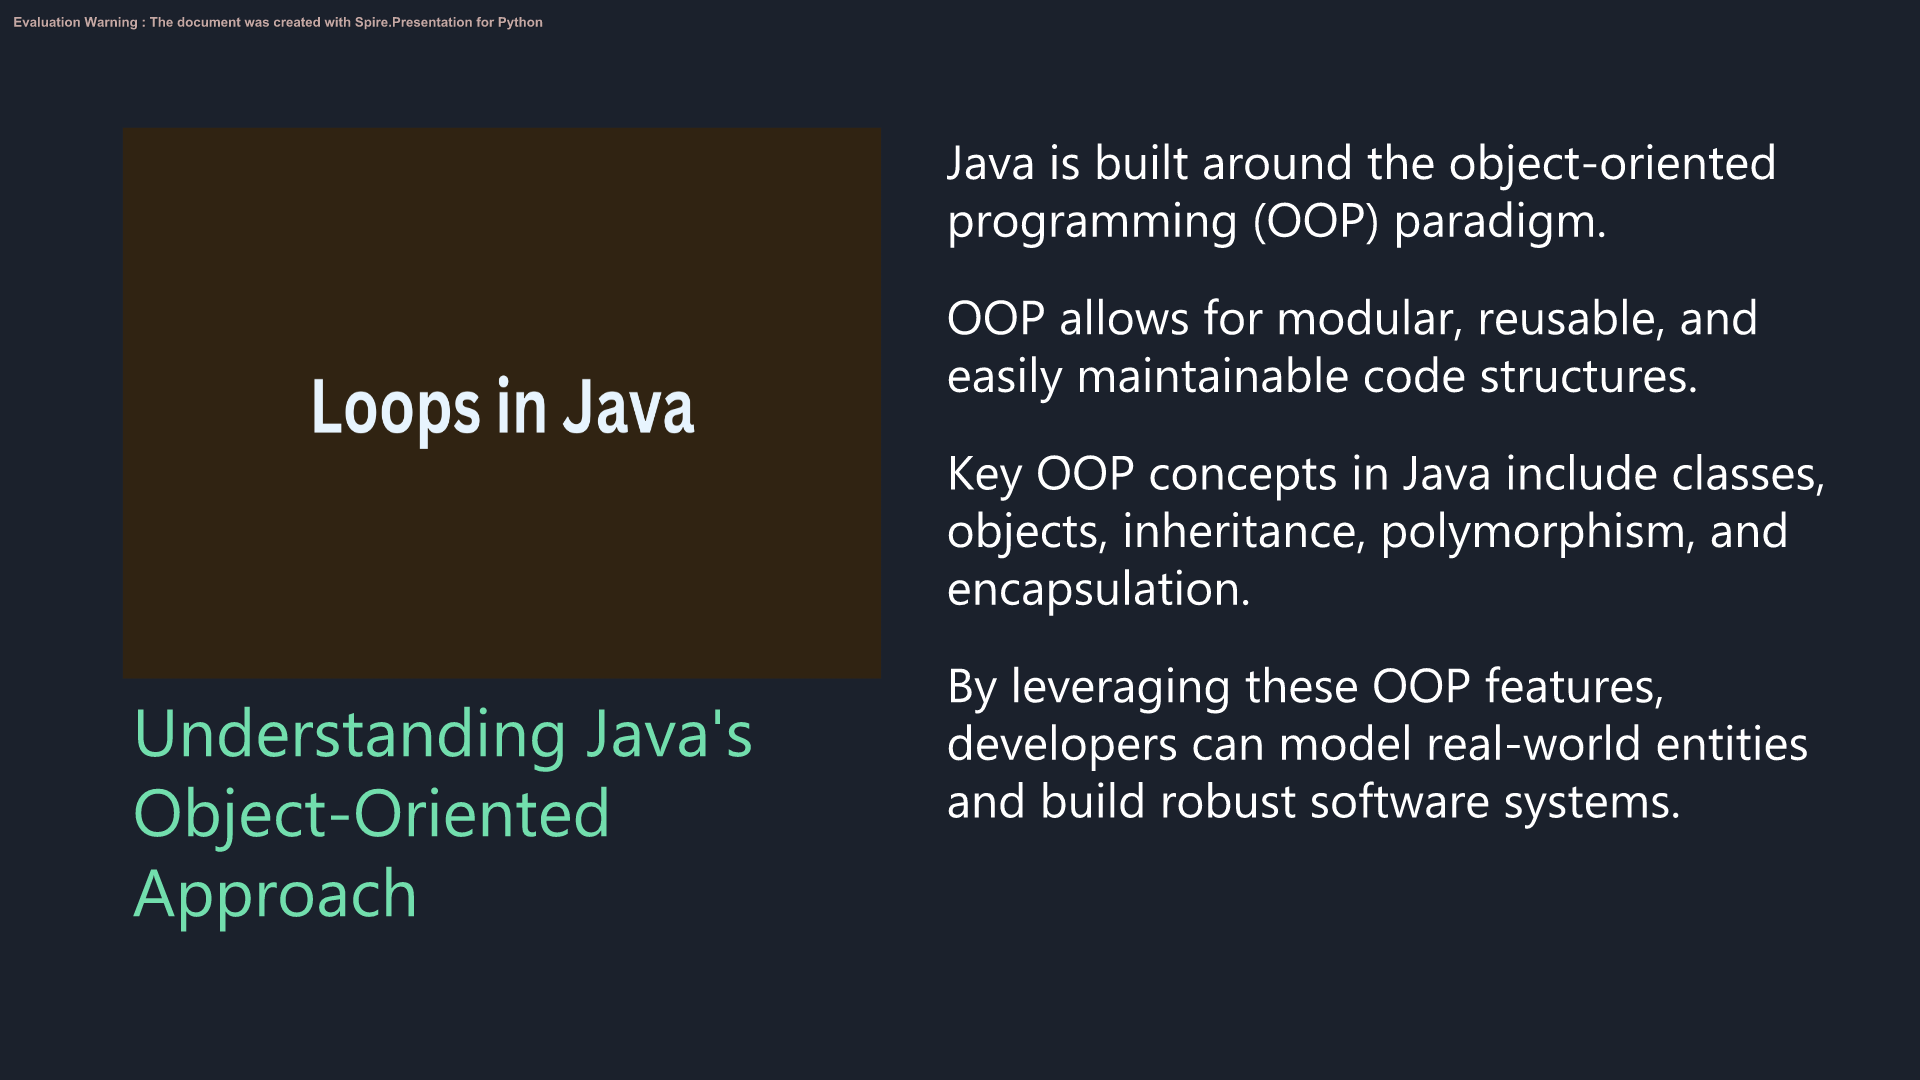 Evaluation Warning : The document was created with Spire.Presentation for Python
Loops in Java
Understanding Java's
Object-Oriented
Approach
Java is built around the object-oriented
programming (OOP) paradigm.
OOP allows for modular, reusable, and
easily maintainable code structures.
Key OOP concepts in Java include classes,
objects, inheritance, polymorphism, and
encapsulation.
By leveraging these OOP features,
developers can model real-world entities
and build robust software systems.